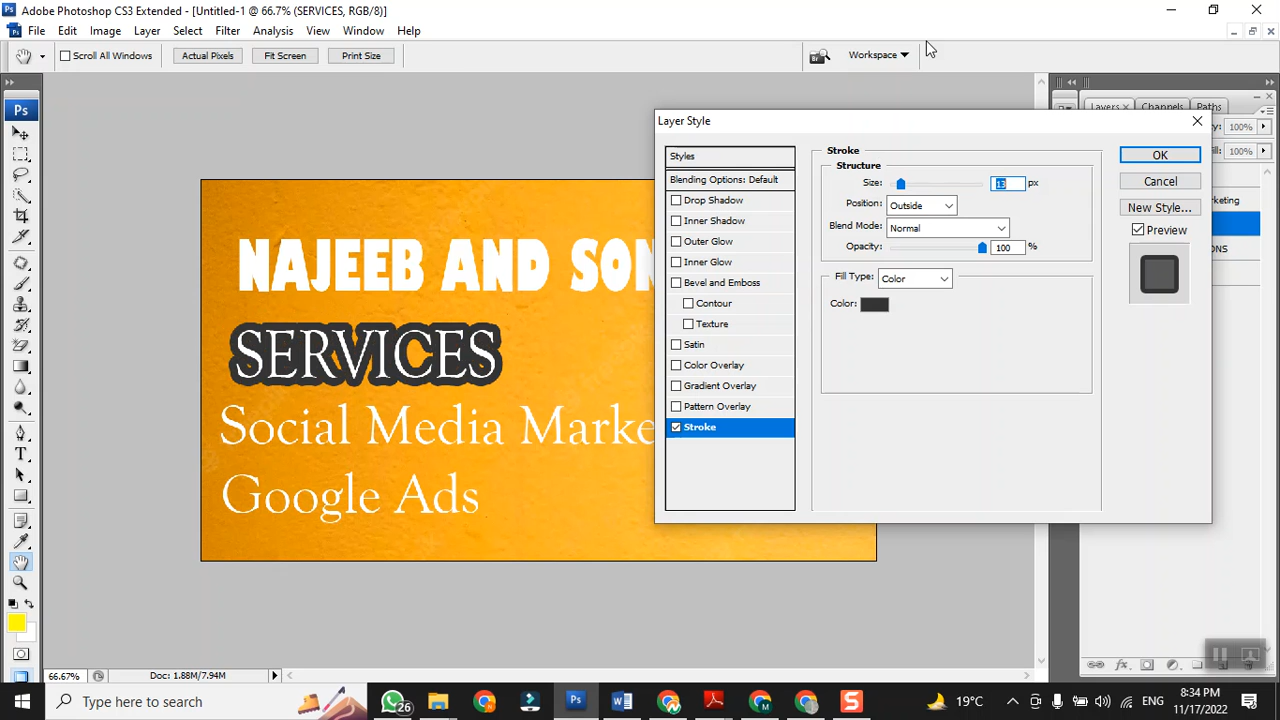 Adobe Photoshop CS3 Extended - [Untitled-1 @ 66.7% (SERVICES, RGB/8)]
File Edit Image Layer Select Filter Analysis View Window Help
Scroll All Windows Actual Pixels Fit Screen Print Size Workspace
Ps
Layers Channels Paths
100%
100%
Layer Style
Styles
Blending Options: Default
Drop Shadow
Inner Shadow
Outer Glow
Inner Glow
Bevel and Emboss
Contour
Texture
Satin
Color Overlay
Gradient Overlay
Pattern Overlay
Stroke
Stroke
Structure
Size: 13 px
Position: Outside
Blend Mode: Normal
Opacity: 100 %
Fill Type: Color
Color:
OK
Cancel
New Style...
Preview
NAJEEB AND SON
SERVICES
Social Media Marke
Google Ads
66.67% Doc: 1.88M/7.94M
Type here to search
26
19°C ENG
8:34 PM
11/17/2022